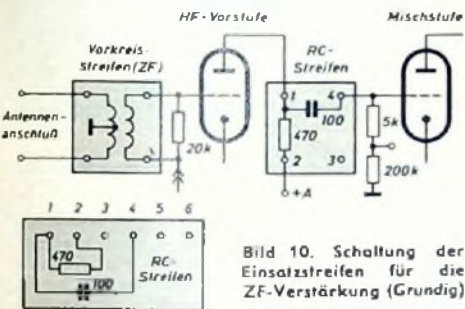 HF-Vorstufe
Mischstufe
Vorkreis-
Streifen (ZF)
RC-
Streifen
Antennen-
anschluß
20k
1
4
100
470
2
3
+A
5k
200k
1 2 3 4 5 6
470
100
RC-
Streifen
Bild 10. Schaltung der
Einsatzstreifen für die
ZF-Verstärkung (Grundig)